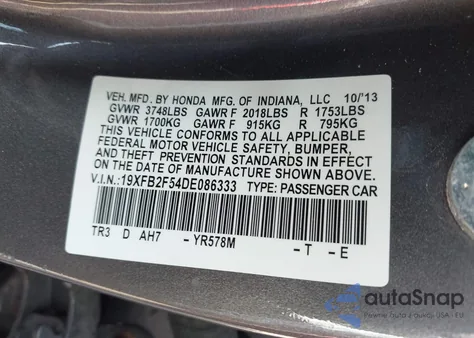 VEH. MFD. BY HONDA MFG. OF INDIANA, LLC 10/'13
GVWR 3748LBS GAWR F 2018LBS R 1753LBS
GVWR 1700KG GAWR F 915KG R 795KG
THIS VEHICLE CONFORMS TO ALL APPLICABLE
FEDERAL MOTOR VEHICLE SAFETY, BUMPER,
AND THEFT PREVENTION STANDARDS IN EFFECT
ON THE DATE OF MANUFACTURE SHOWN ABOVE.
V.I.N.: 19XFB2F54DE086333 TYPE: PASSENGER CAR
TR3 D AH7 - YR578M - T - E
autoSnap